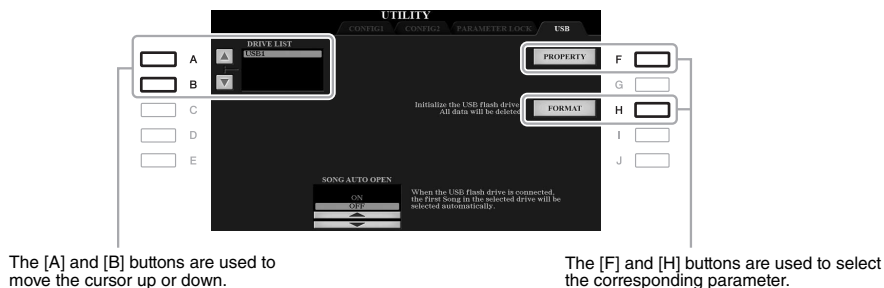 UTILITY
CONFIG1 CONFIG2 PARAMETER LOCK USB
DRIVE LIST
USB1
A
B
C
D
E
PROPERTY
F
G
Initialize the USB flash drive
All data will be deleted
FORMAT
H
I
J
SONG AUTO OPEN
ON
OFF
When the USB flash drive is connected,
the first Song in the selected drive will be
selected automatically.
The [A] and [B] buttons are used to
move the cursor up or down.
The [F] and [H] buttons are used to select
the corresponding parameter.